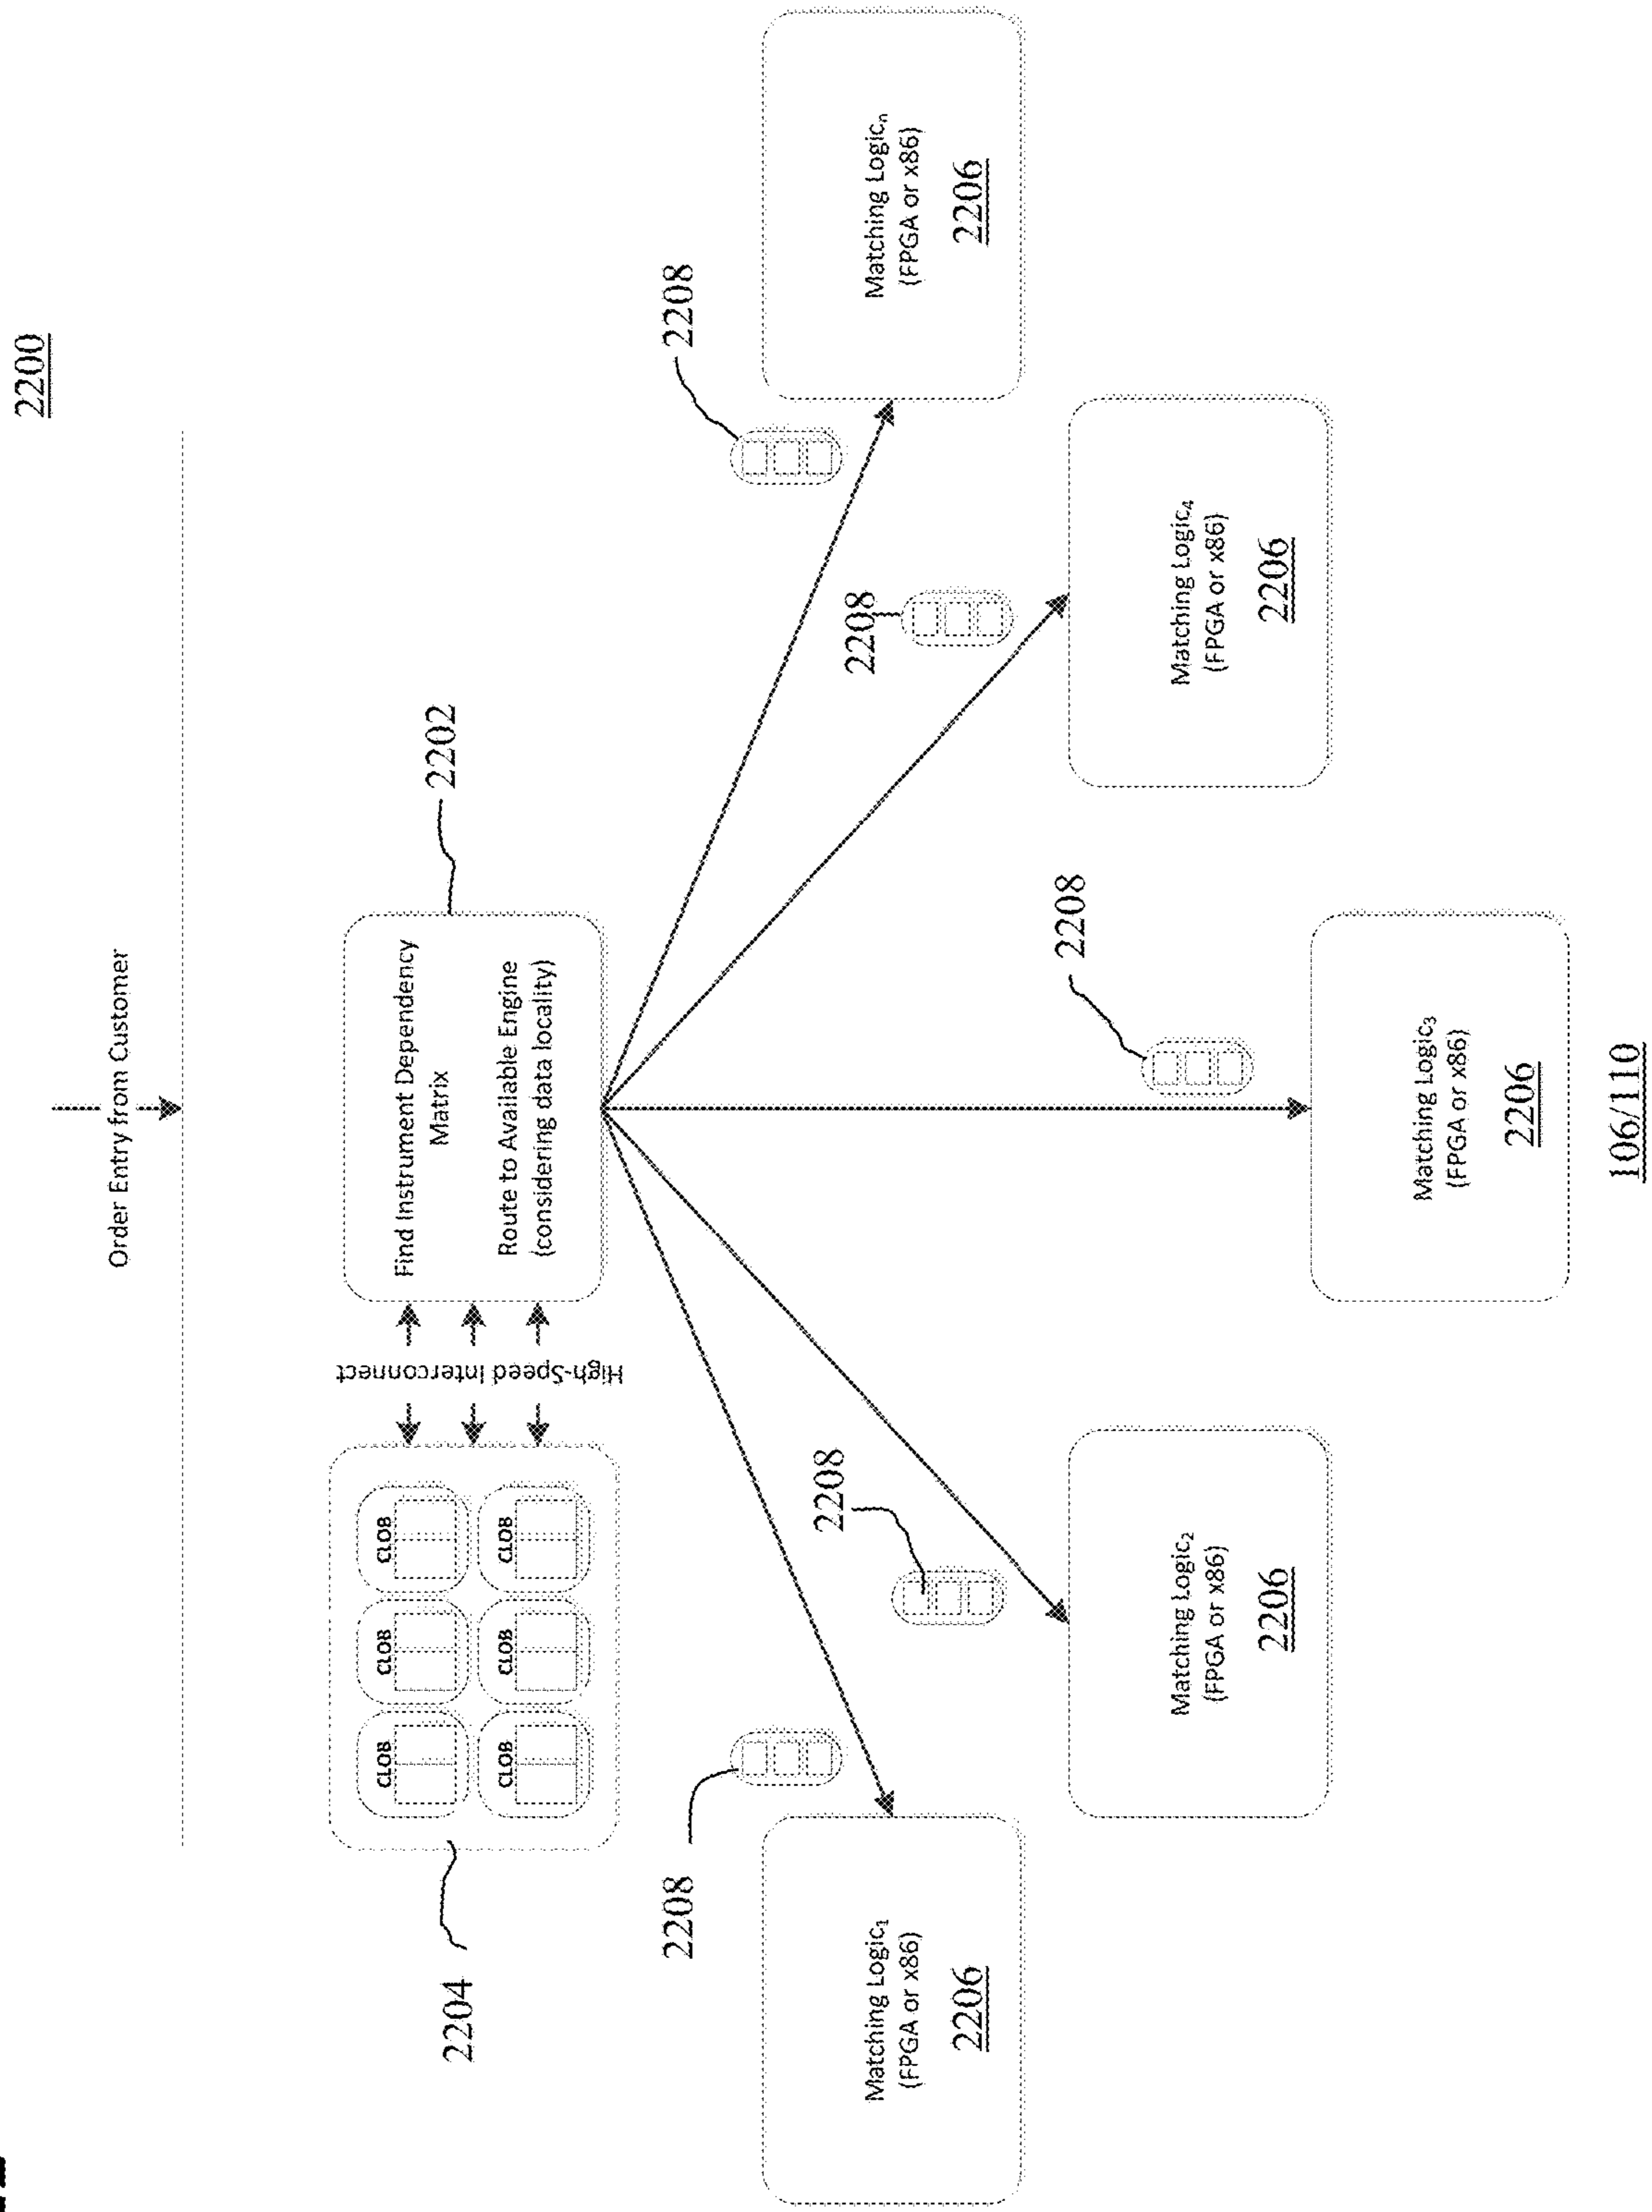 2200
Order Entry from Customer
2204
CLOB
CLOB
CLOB
CLOB
CLOB
CLOB
High-Speed Interconnect
Find Instrument Dependency
Matrix
Route to Available Engine
(considering data locality)
2202
2208
2208
2208
2208
2208
Matching Logic₁
(FPGA or x86)
2206
Matching Logic₂
(FPGA or x86)
2206
Matching Logic₃
(FPGA or x86)
2206
Matching Logic₄
(FPGA or x86)
2206
Matching Logicₙ
(FPGA or x86)
2206
106/110